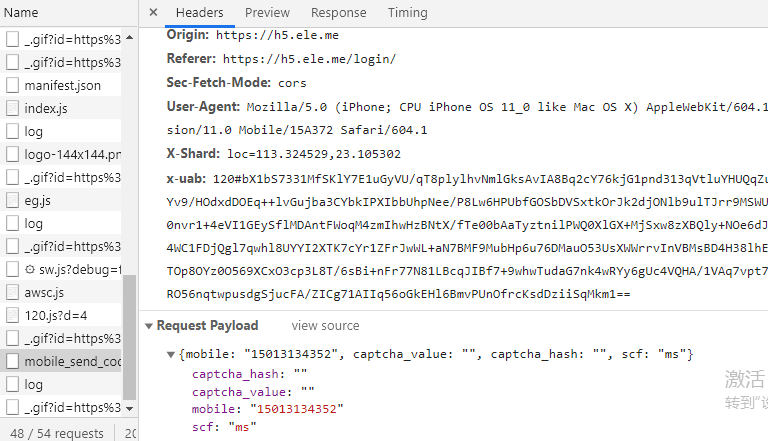 Name
_.gif?id=https%3
_.gif?id=https%3
manifest.json
index.js
log
logo-144x144.pn
_.gif?id=https%3
eg.js
log
_.gif?id=https%3
sw.js?debug=f
awsc.js
120.js?d=4
_.gif?id=https%3
mobile_send_cod
log
_.gif?id=https%3
48 / 54 requests
20
× Headers Preview Response Timing
Origin: https://h5.ele.me
Referer: https://h5.ele.me/login/
Sec-Fetch-Mode: cors
User-Agent: Mozilla/5.0 (iPhone; CPU iPhone OS 11_0 like Mac OS X) AppleWebKit/604.1
sion/11.0 Mobile/15A372 Safari/604.1
X-Shard: loc=113.324529,23.105302
x-uab: 120#bX1bS7331MfSKlY7E1uGyVU/qT8plylhvNmlGksAvIA8Bq2cY76kjG1pnd313qVtluYHUQqZu
Yv9/HOdxdDOEq++lvGujba3CYbkIPXIbbUhpNee/P8Lw6HPUbfGOSbDVSxtkOrJk2djONlb9ulTJrr9MSWU
0nvr1+4eVI1GEySflMDAntFWoqM4zmIhwHzBNtX/fTe00bAaTyztnilPWQ0XlGX+MjSxw8zXBQly+NOe6dJ
4WC1FDjQgl7qwhl8UYYI2XTK7cYr1ZFrJwWL+aN7BMF9MubHp6u76DMauO53UsXWWrrvInVBMsBD4H38lhE
TOp8OYz0O569XCxO3cp3L8T/6sBi+nFr77N81LBcqJIBf7+9whwTudaG7nk4wRYy6gUc4VQHA/1VAq7vpt7
RO56nqtwpusdgSjucFA/ZICg71AIIq56oGkEHl6BmvPUnOfrcKsdDziiSqMkm1==
Request Payload view source
{mobile: "15013134352", captcha_value: "", captcha_hash: "", scf: "ms"}
captcha_hash: ""
captcha_value: ""
mobile: "15013134352"
scf: "ms"
激活
转到"设